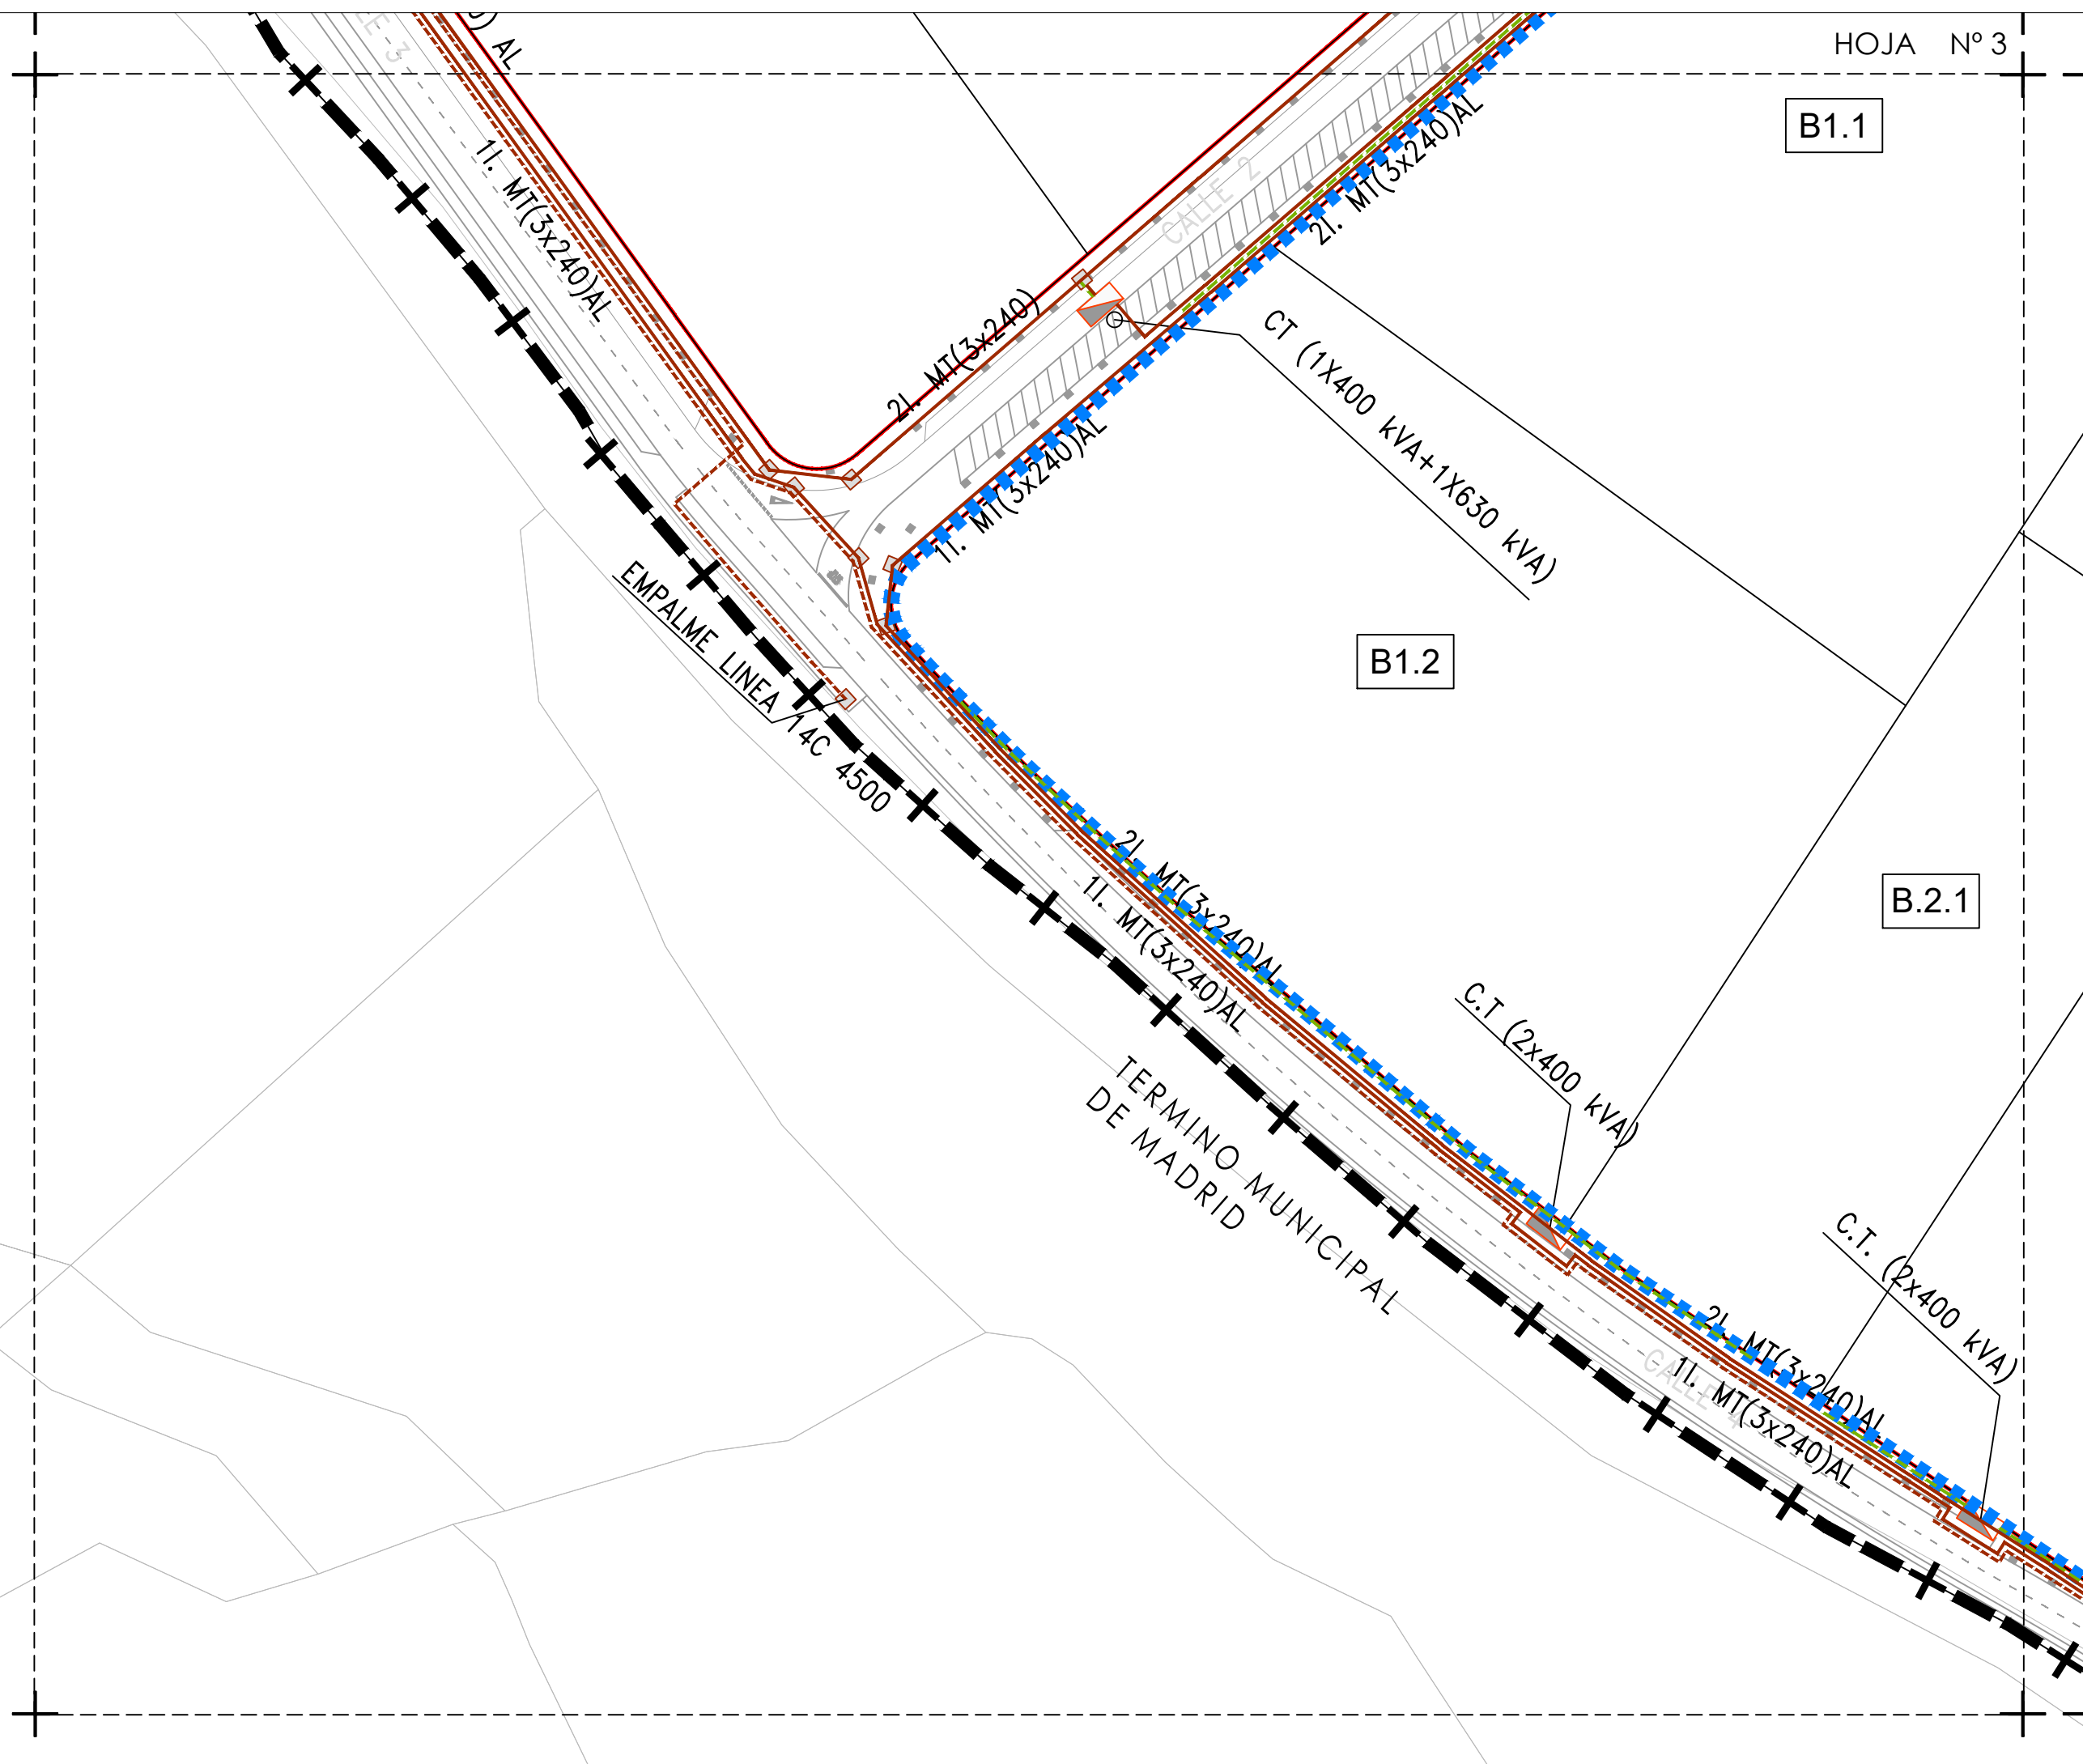 HOJA Nº 3
) AL
LE 3
B1.1
1l. MT(3x240)AL
2l. MT(3x240)AL
CALLE 2
2l. MT(3x240)
CT (1X400 kVA+1X630 kVA)
1l. MT(3x240)AL
EMPALME LINEA 14C 4500
B1.2
2l. MT(3x240)AL
1l. MT(3x240)AL
B.2.1
C.T (2x400 kVA)
TERMINO MUNICIPAL
DE MADRID
C.T. (2x400 kVA)
2l. MT(3x240)AL
CALLE 4
1l. MT(3x240)AL